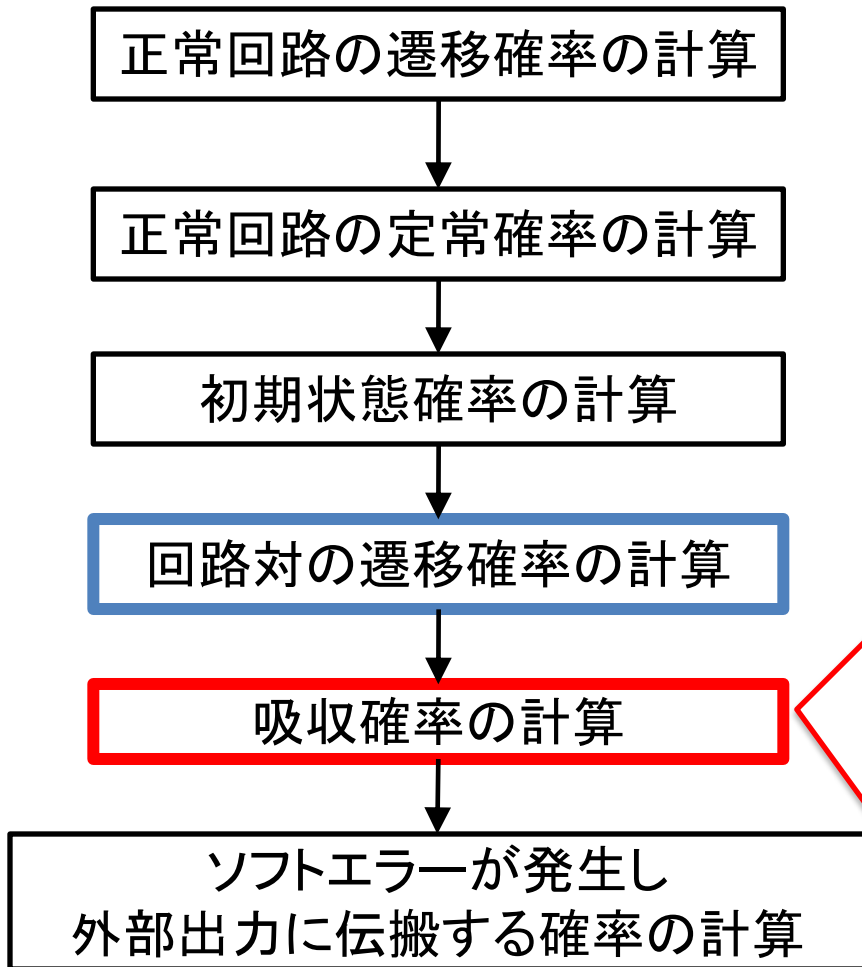 正常回路の遷移確率の計算
正常回路の定常確率の計算
初期状態確率の計算
回路対の遷移確率の計算
吸収確率の計算
ソフトエラーが発生し
外部出力に伝搬する確率の計算